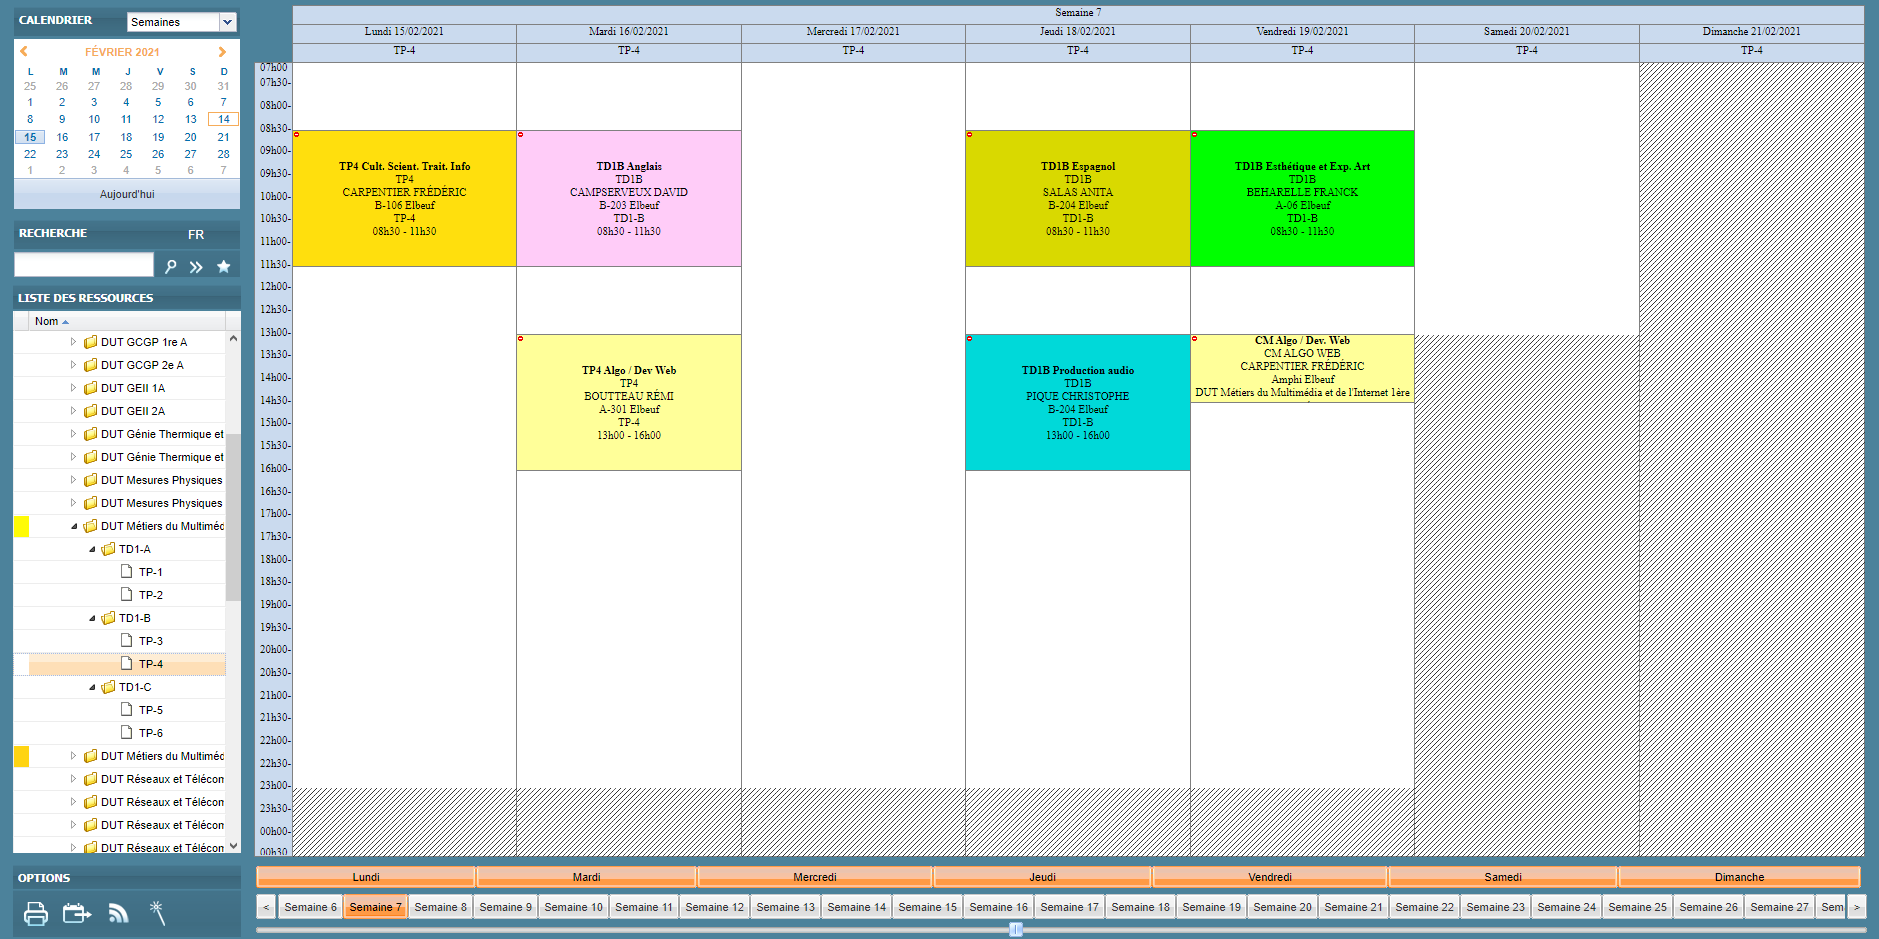 CALENDRIER
Semaines
FÉVRIER 2021
L M M J V S D
25 26 27 28 29 30 31
1 2 3 4 5 6 7
8 9 10 11 12 13 14
15 16 17 18 19 20 21
22 23 24 25 26 27 28
1 2 3 4 5 6 7
Aujourd'hui
RECHERCHE FR
LISTE DES RESSOURCES
Nom
DUT GCGP 1re A
DUT GCGP 2e A
DUT GEII 1A
DUT GEII 2A
DUT Génie Thermique et
DUT Génie Thermique et
DUT Mesures Physiques
DUT Mesures Physiques
DUT Métiers du Multiméd
TD1-A
TP-1
TP-2
TD1-B
TP-3
TP-4
TD1-C
TP-5
TP-6
DUT Métiers du Multiméd
DUT Réseaux et Télécom
DUT Réseaux et Télécom
DUT Réseaux et Télécom
DUT Réseaux et Télécom
OPTIONS
Semaine 7
Lundi 15/02/2021 Mardi 16/02/2021 Mercredi 17/02/2021 Jeudi 18/02/2021 Vendredi 19/02/2021 Samedi 20/02/2021 Dimanche 21/02/2021
TP-4 TP-4 TP-4 TP-4 TP-4 TP-4 TP-4
07h00
07h30-
08h00-
08h30-
09h00-
09h30-
10h00-
10h30-
11h00-
11h30-
12h00-
12h30-
13h00-
13h30-
14h00-
14h30-
15h00-
15h30-
16h00-
16h30-
17h00-
17h30-
18h00-
18h30-
19h00-
19h30-
20h00-
20h30-
21h00-
21h30-
22h00-
22h30-
23h00-
23h30-
00h00-
00h30
TP4 Cult. Scient. Trait. Info
TP4
CARPENTIER FRÉDÉRIC
B-106 Elbeuf
TP-4
08h30 - 11h30
TD1B Anglais
TD1B
CAMPSERVEUX DAVID
B-203 Elbeuf
TD1-B
08h30 - 11h30
TP4 Algo / Dev Web
TP4
BOUTTEAU RÉMI
A-301 Elbeuf
TP-4
13h00 - 16h00
TD1B Espagnol
TD1B
SALAS ANITA
B-204 Elbeuf
TD1-B
08h30 - 11h30
TD1B Production audio
TD1B
PIQUE CHRISTOPHE
B-204 Elbeuf
TD1-B
13h00 - 16h00
TD1B Esthétique et Exp. Art
TD1B
BEHARELLE FRANCK
A-06 Elbeuf
TD1-B
08h30 - 11h30
CM Algo / Dev. Web
CM ALGO WEB
CARPENTIER FRÉDÉRIC
Amphi Elbeuf
DUT Métiers du Multimédia et de l'Internet 1ère
Lundi Mardi Mercredi Jeudi Vendredi Samedi Dimanche
< Semaine 6 Semaine 7 Semaine 8 Semaine 9 Semaine 10 Semaine 11 Semaine 12 Semaine 13 Semaine 14 Semaine 15 Semaine 16 Semaine 17 Semaine 18 Semaine 19 Semaine 20 Semaine 21 Semaine 22 Semaine 23 Semaine 24 Semaine 25 Semaine 26 Semaine 27 Sem >